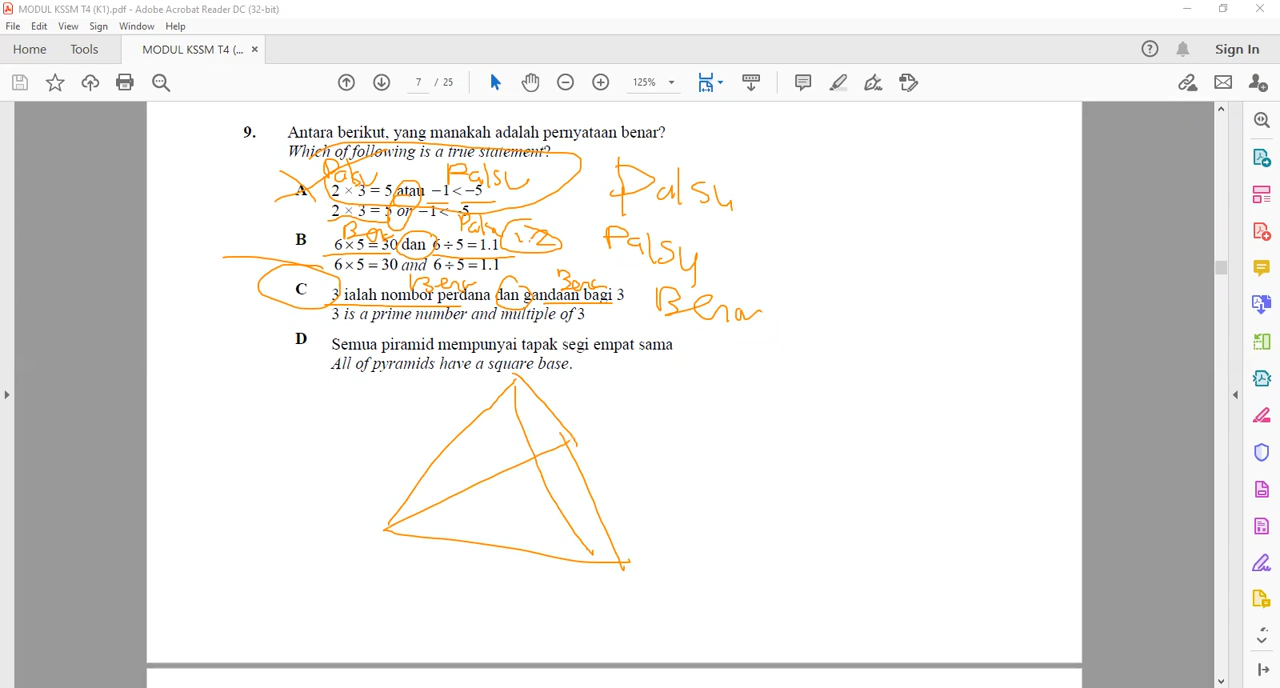 MODUL KSSM T4 (K1).pdf - Adobe Acrobat Reader DC (32-bit)
File Edit View Sign Window Help
Home Tools MODUL KSSM T4 (... × Sign In
7 / 25 125%
9. Antara berikut, yang manakah adalah pernyataan benar?
Which of following is a true statement?
Palsu Palsu Palsu
A 2 × 3 = 5 atau −1 < −5
2 × 3 = 5 or −1 < −5
Benar Palsu Palsu
B 6 × 5 = 30 dan 6 ÷ 5 = 1.1 1.2
6 × 5 = 30 and 6 ÷ 5 = 1.1
Benar Benar Benar
C 3 ialah nombor perdana dan gandaan bagi 3
3 is a prime number and multiple of 3
D Semua piramid mempunyai tapak segi empat sama
All of pyramids have a square base.